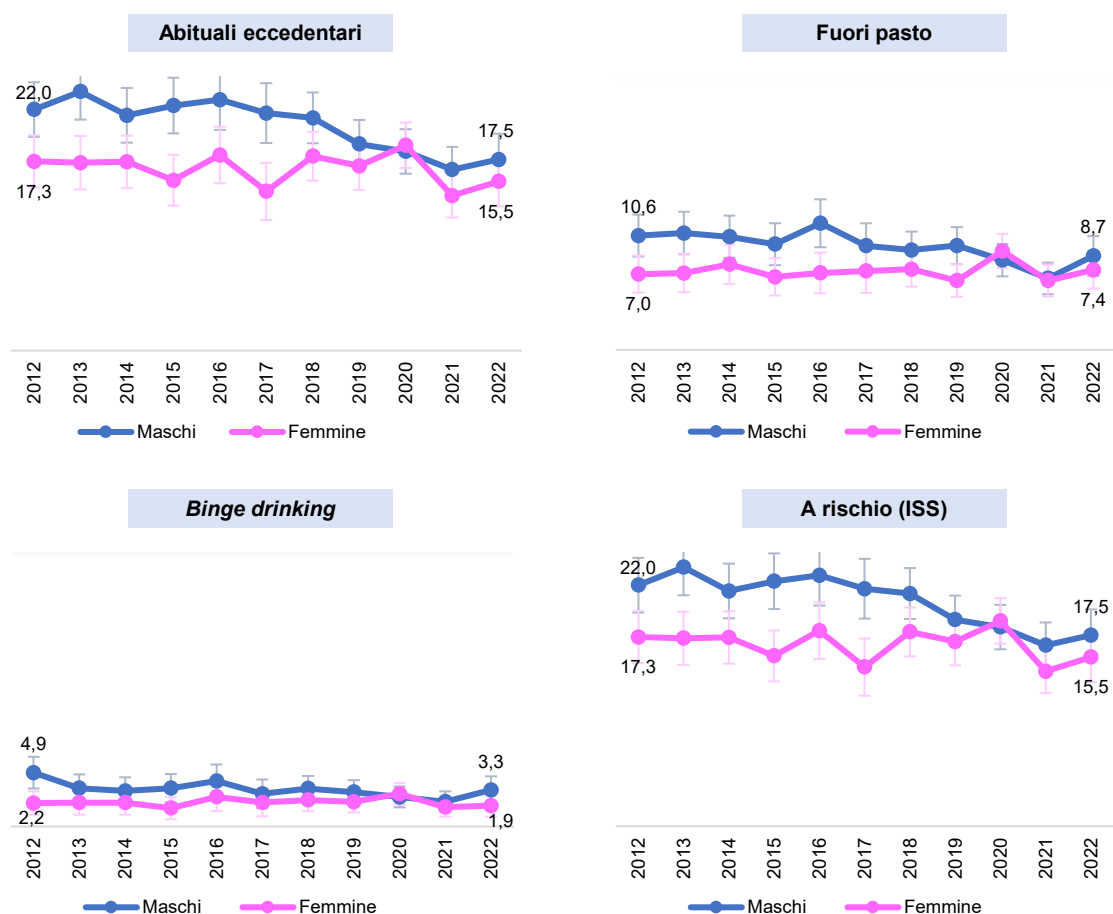 Abituali eccedentari
22,0
17,5
17,3
15,5
2012 2013 2014 2015 2016 2017 2018 2019 2020 2021 2022
Maschi Femmine
Fuori pasto
10,6
8,7
7,0
7,4
2012 2013 2014 2015 2016 2017 2018 2019 2020 2021 2022
Maschi Femmine
Binge drinking
4,9
3,3
2,2
1,9
2012 2013 2014 2015 2016 2017 2018 2019 2020 2021 2022
Maschi Femmine
A rischio (ISS)
22,0
17,5
17,3
15,5
2012 2013 2014 2015 2016 2017 2018 2019 2020 2021 2022
Maschi Femmine